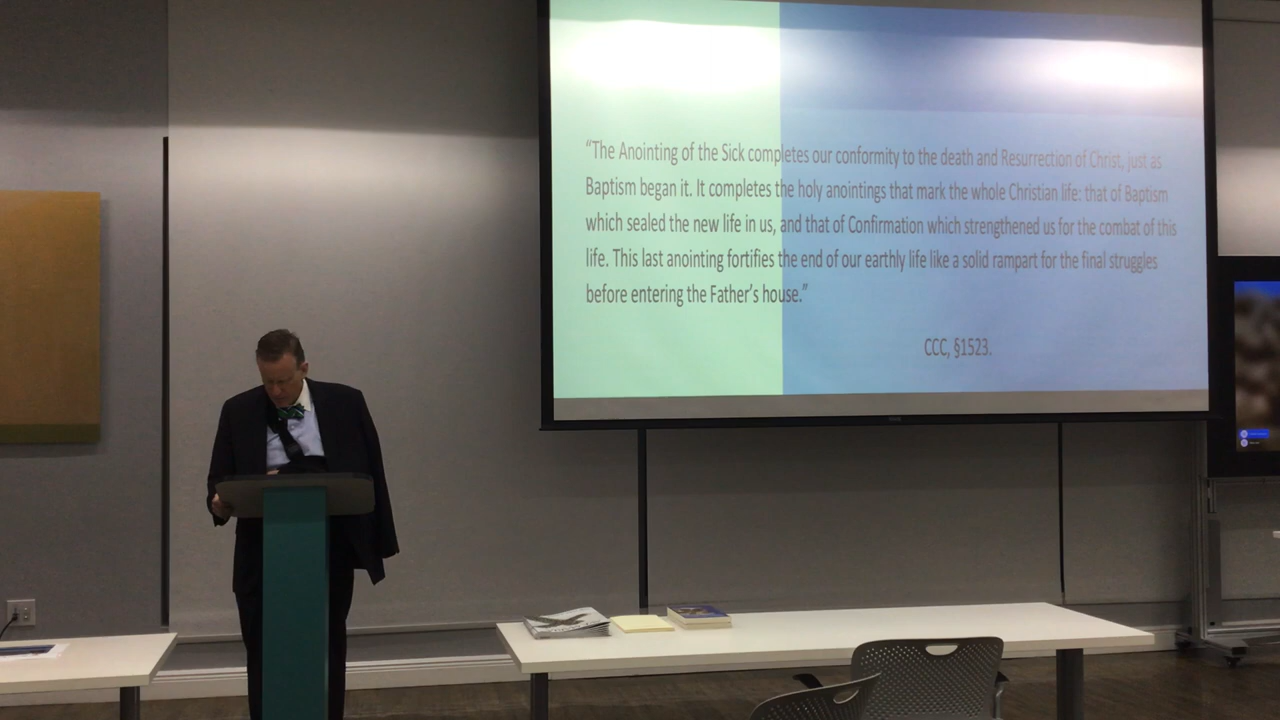 “The Anointing of the Sick completes our conformity to the death and Resurrection of Christ, just as
Baptism began it. It completes the holy anointings that mark the whole Christian life: that of Baptism
which sealed the new life in us, and that of Confirmation which strengthened us for the combat of this
life. This last anointing fortifies the end of our earthly life like a solid rampart for the final struggles
before entering the Father’s house.”
CCC, §1523.